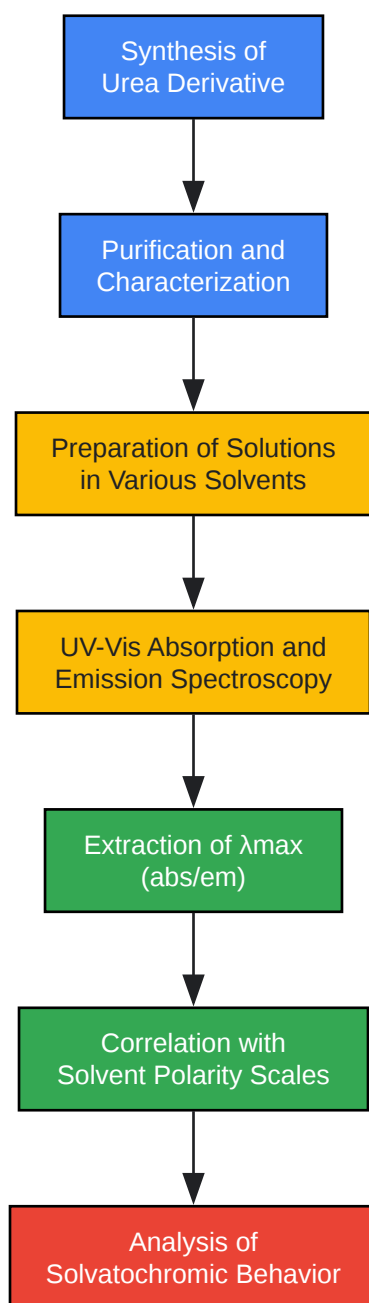 Synthesis of
Urea Derivative
Purification and
Characterization
Preparation of Solutions
in Various Solvents
UV-Vis Absorption and
Emission Spectroscopy
Extraction of λmax
(abs/em)
Correlation with
Solvent Polarity Scales
Analysis of
Solvatochromic Behavior